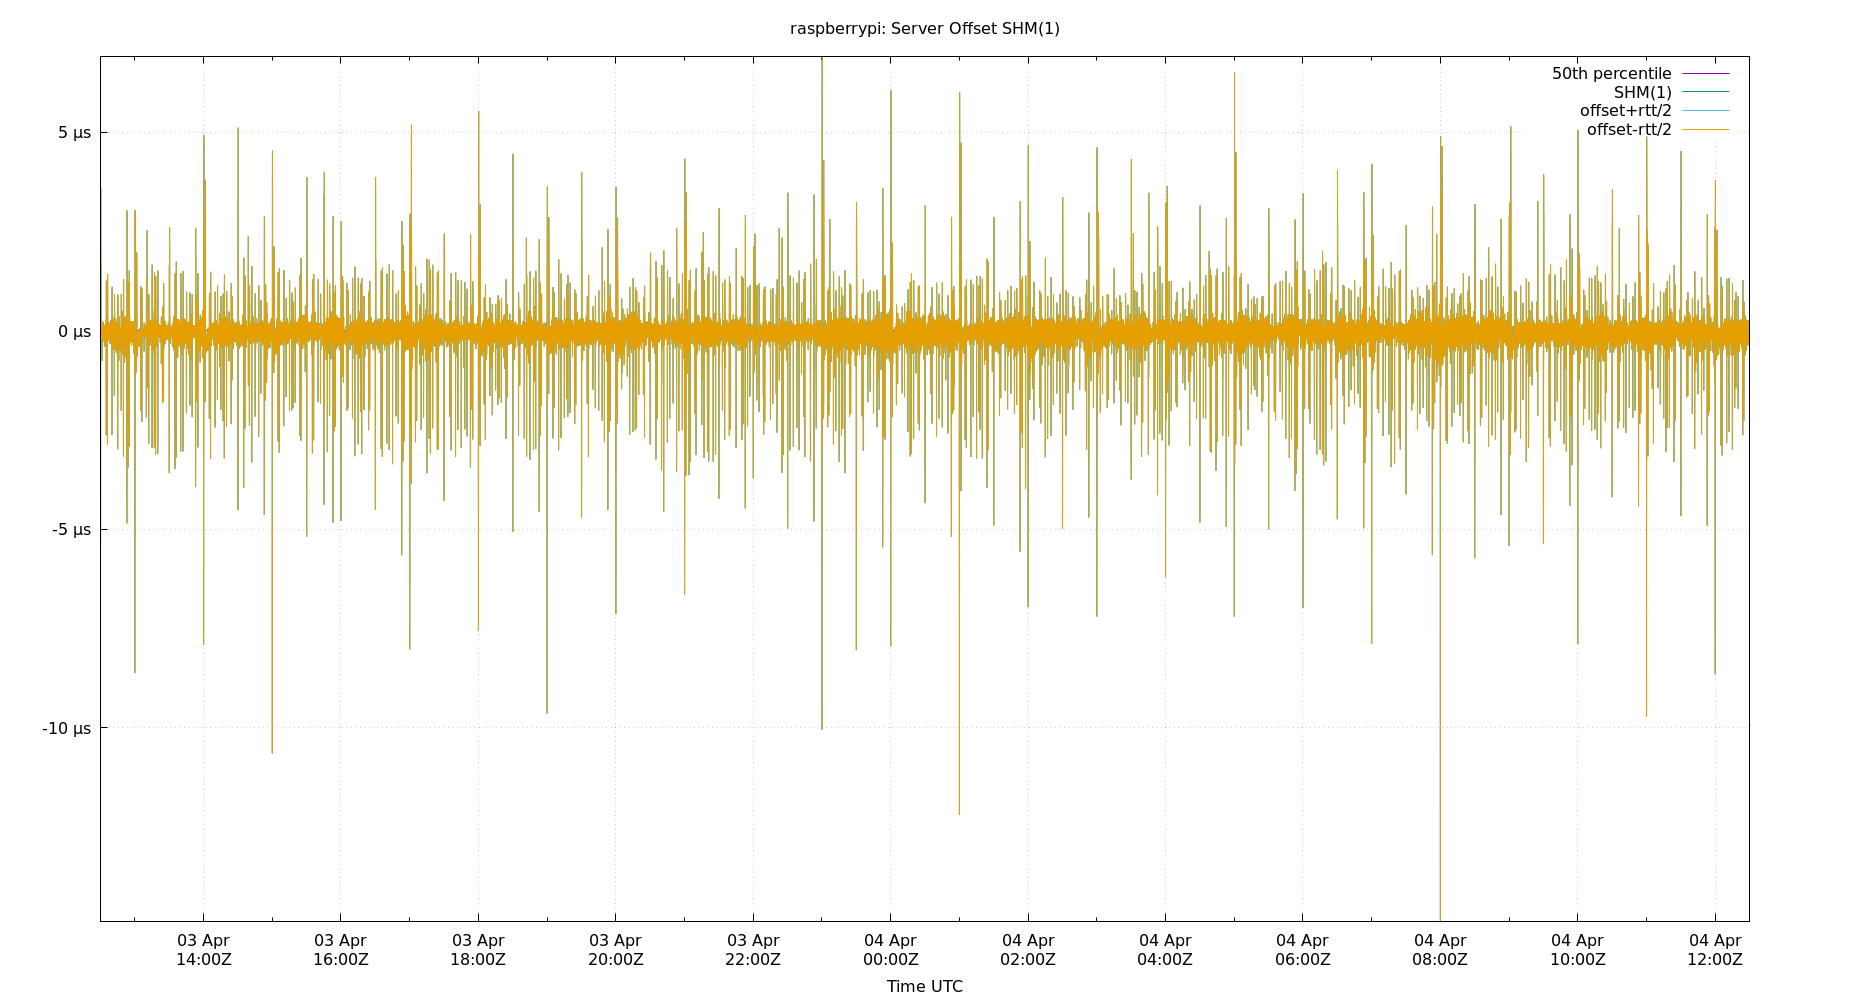 raspberrypi: Server Offset SHM(1)
50th percentile
SHM(1)
offset+rtt/2
offset-rtt/2
5 µs
0 µs
-5 µs
-10 µs
03 Apr 03 Apr 03 Apr 03 Apr 03 Apr 04 Apr 04 Apr 04 Apr 04 Apr 04 Apr 04 Apr 04 Apr
14:00Z 16:00Z 18:00Z 20:00Z 22:00Z 00:00Z 02:00Z 04:00Z 06:00Z 08:00Z 10:00Z 12:00Z
Time UTC